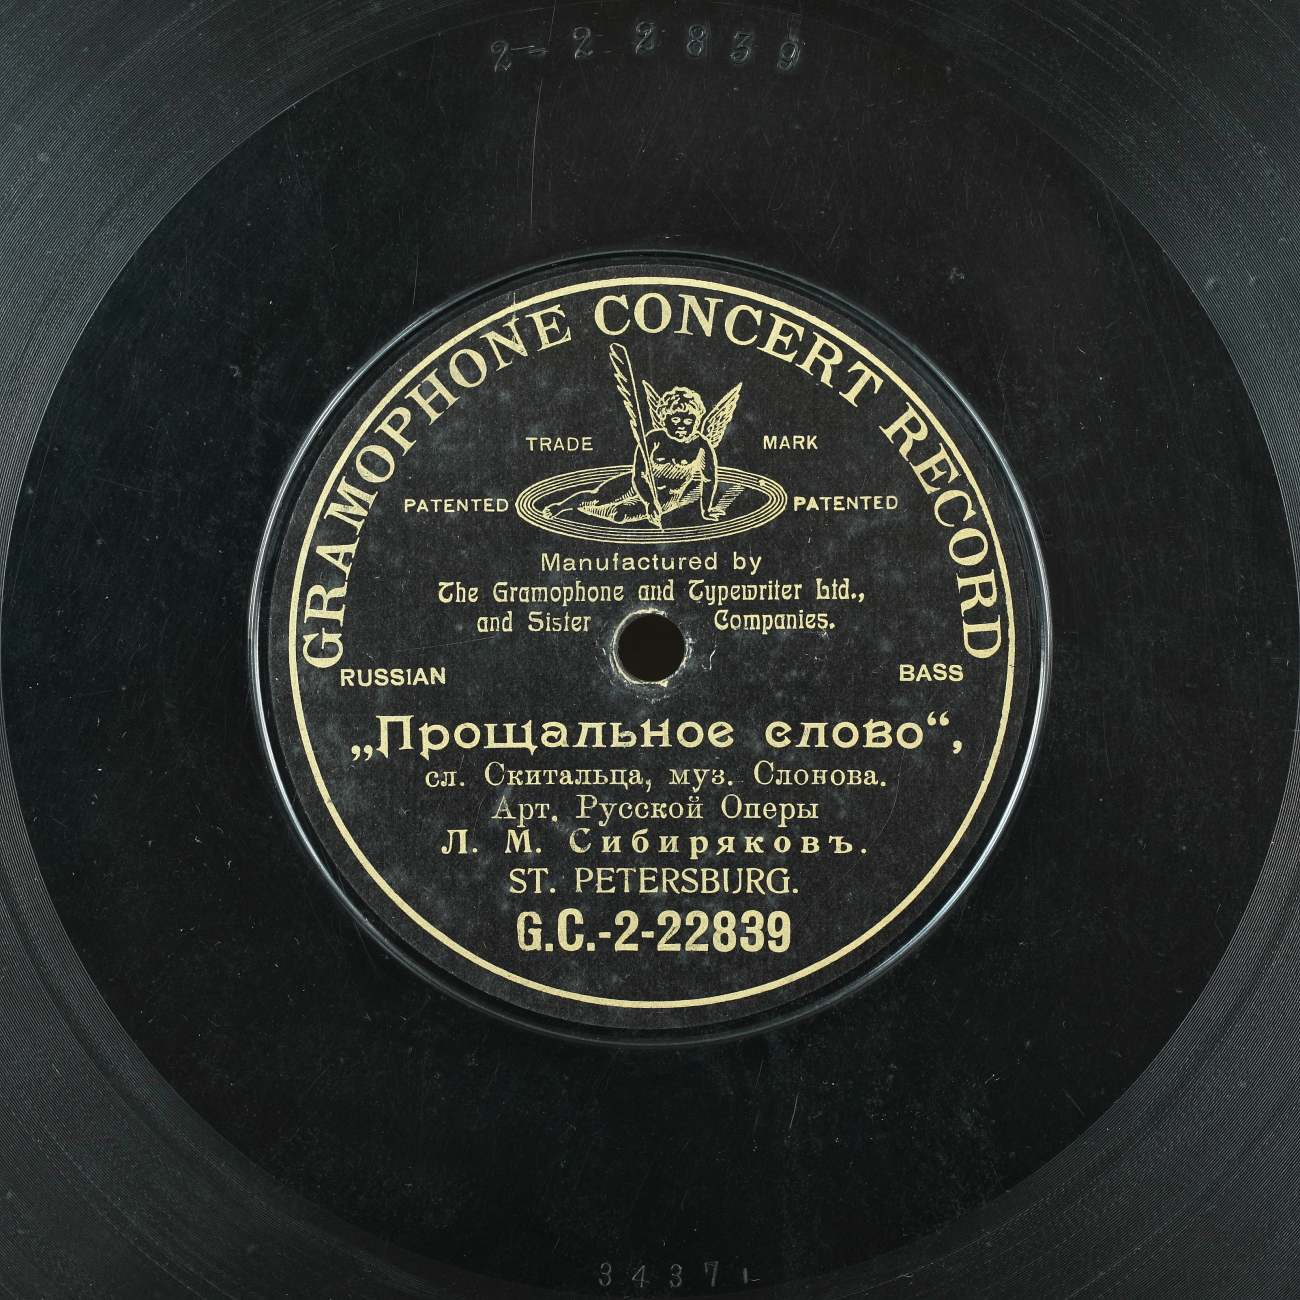 2-22839
GRAMOPHONE CONCERT RECORD
TRADE MARK
PATENTED PATENTED
Manufactured by
The Gramophone and Typewriter Ltd.,
and Sister Companies.
RUSSIAN BASS
„Прощальное слово“,
сл. Скитальца, муз. Слонова.
Арт. Русской Оперы
Л. М. Сибиряковъ.
ST. PETERSBURG.
G.C.-2-22839
3437L